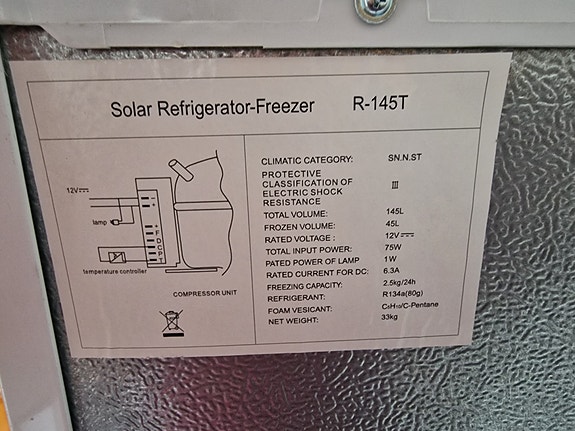 Solar Refrigerator-Freezer R-145T
12V
lamp
+
-
+
F
D
C
P
T
temperature controller
COMPRESSOR UNIT
CLIMATIC CATEGORY: SN.N.ST
PROTECTIVE
CLASSIFICATION OF
ELECTRIC SHOCK III
RESISTANCE
TOTAL VOLUME: 145L
FROZEN VOLUME: 45L
RATED VOLTAGE : 12V
TOTAL INPUT POWER: 75W
PATED POWER OF LAMP 1W
RATED CURRENT FOR DC: 6.3A
FREEZING CAPACITY: 2.5kg/24h
REFRIGERANT: R134a(80g)
FOAM VESICANT: C₅H₁₀/C-Pentane
NET WEIGHT: 33kg